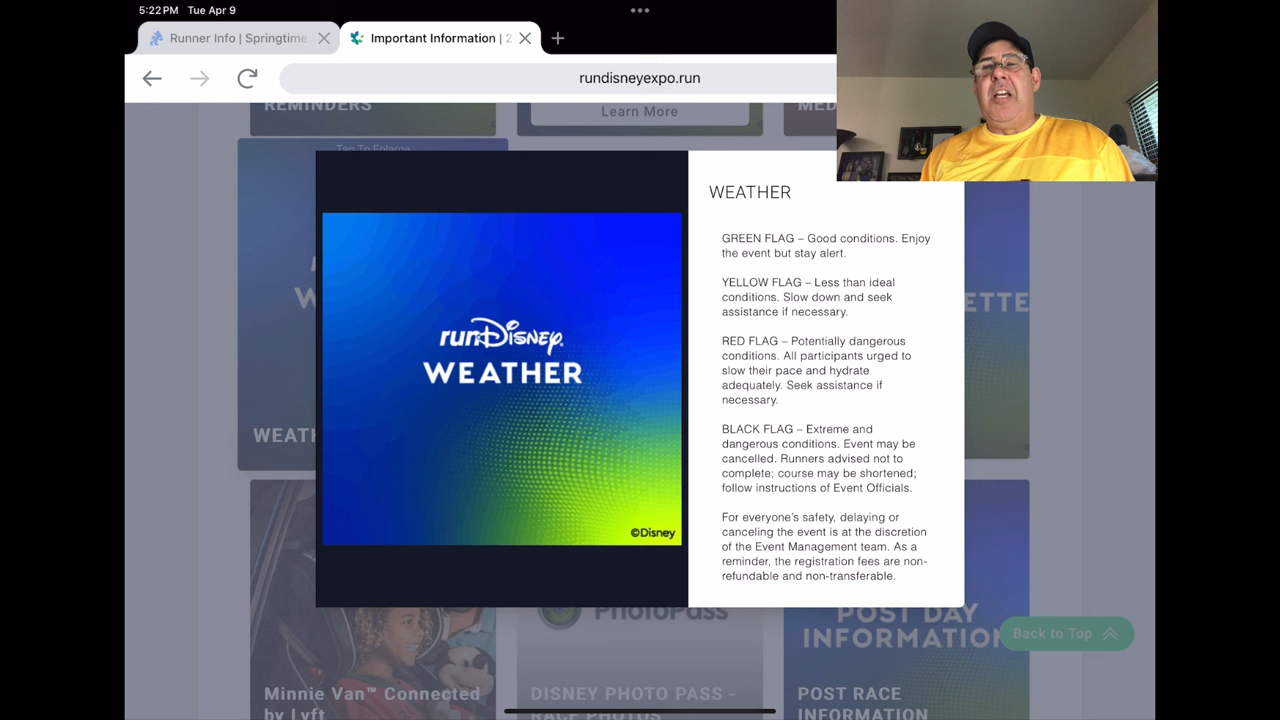 5:22 PM Tue Apr 9
Runner Info | Springtime
Important Information | 2
rundisneyexpo.run
REMINDERS
Learn More
MED
Tap To Enlarge
WEATHER
GREEN FLAG – Good conditions. Enjoy
the event but stay alert.
YELLOW FLAG – Less than ideal
conditions. Slow down and seek
assistance if necessary.
RED FLAG – Potentially dangerous
conditions. All participants urged to
slow their pace and hydrate
adequately. Seek assistance if
necessary.
BLACK FLAG – Extreme and
dangerous conditions. Event may be
cancelled. Runners advised not to
complete; course may be shortened;
follow instructions of Event Officials.
For everyone's safety, delaying or
canceling the event is at the discretion
of the Event Management team. As a
reminder, the registration fees are non-
refundable and non-transferable.
runDisney
WEATHER
©Disney
W
ETTE
WEATH
PhotoPass
POST DAY
INFORMATION
Back to Top
Minnie Van™ Connected
by Lyft
DISNEY PHOTO PASS -
RACE PHOTOS
POST RACE
INFORMATION